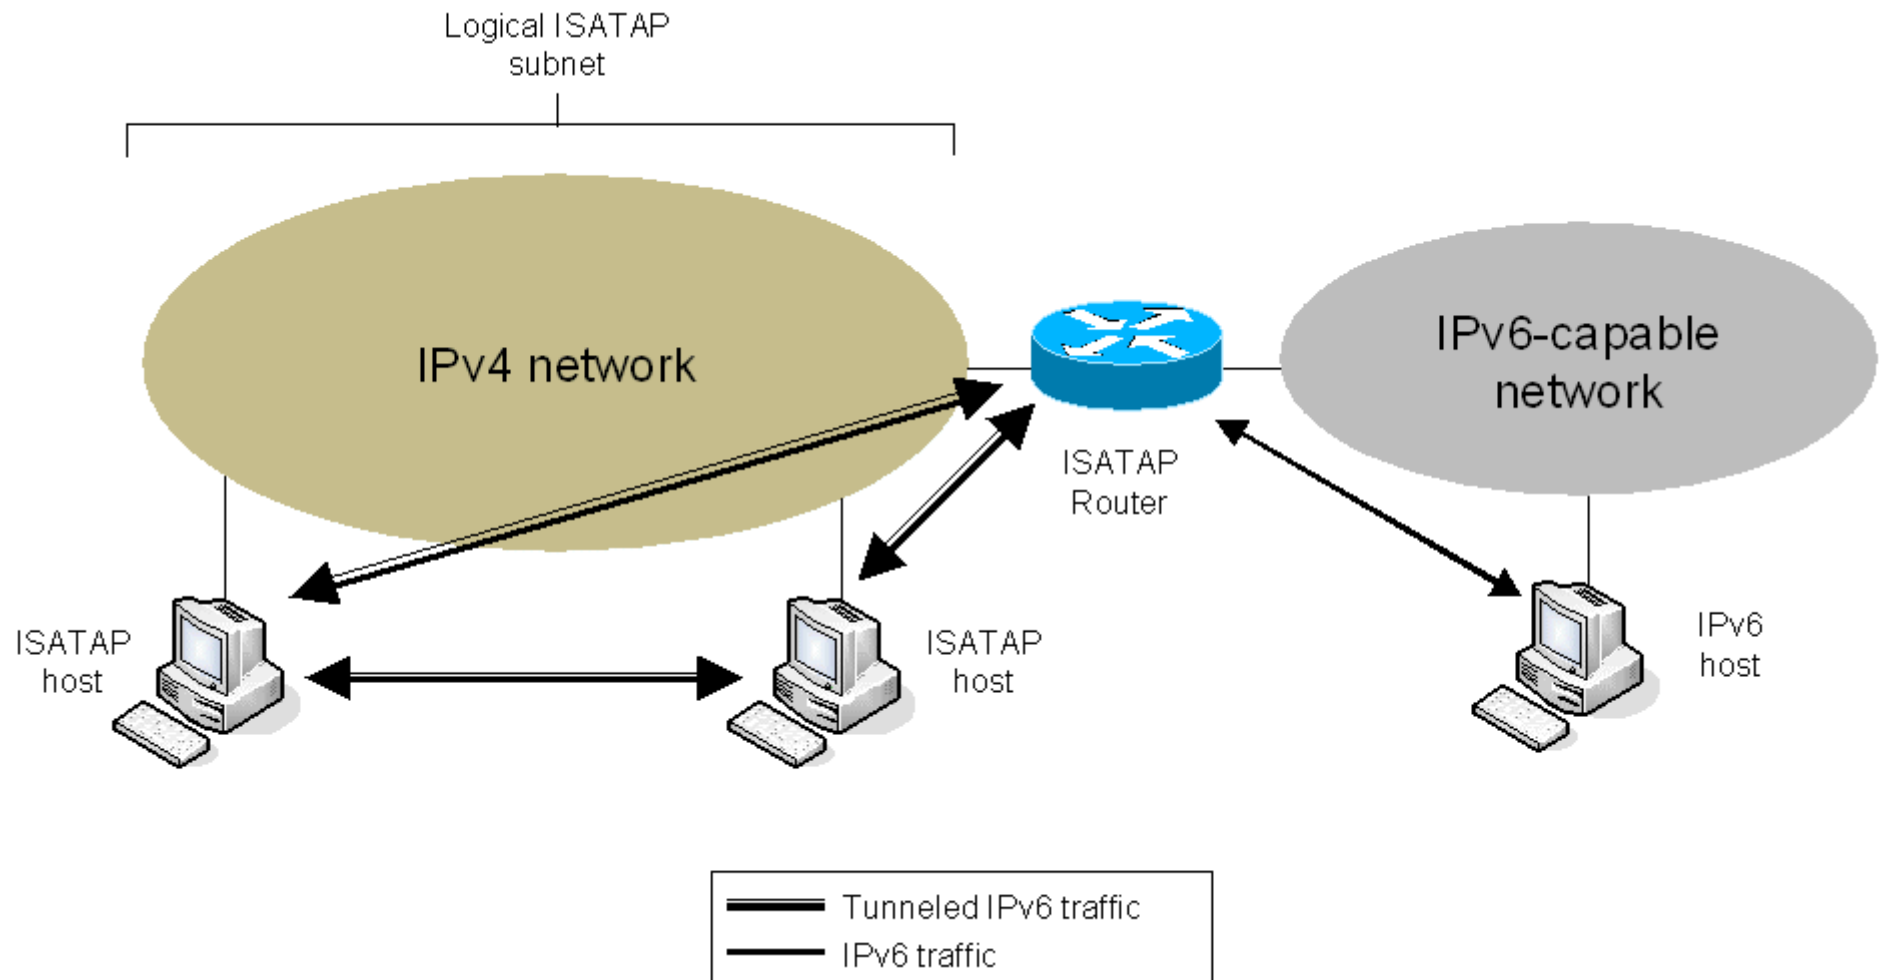 Logical ISATAP
subnet
IPv4 network
IPv6-capable
network
ISATAP
Router
ISATAP
host
ISATAP
host
IPv6
host
Tunneled IPv6 traffic
IPv6 traffic